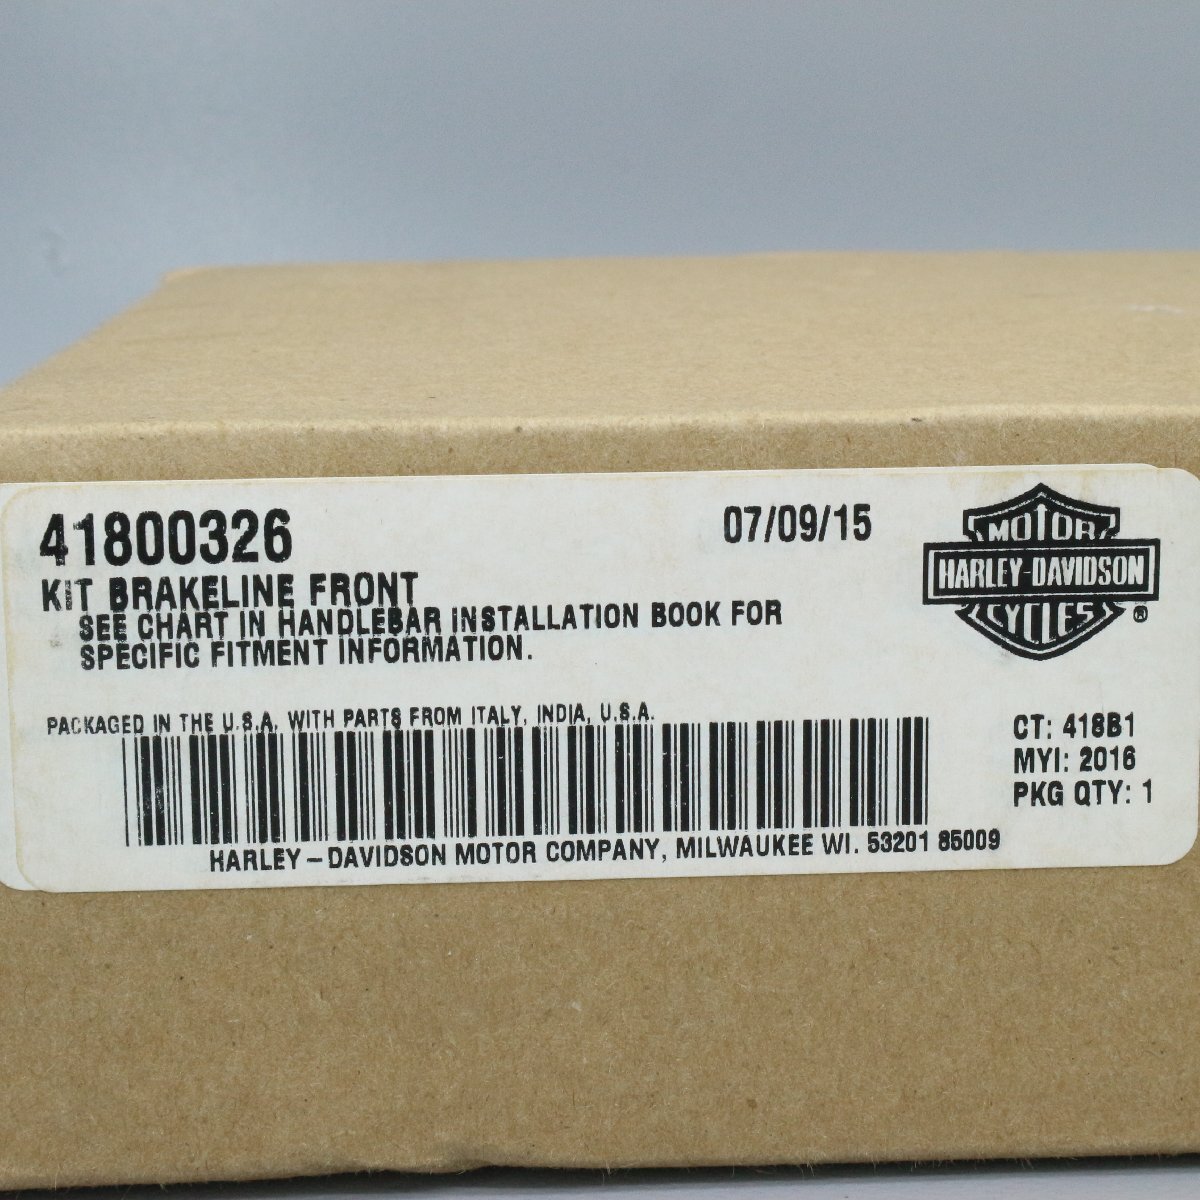 41800326
07/09/15
MOTOR
HARLEY-DAVIDSON
CYCLES
®
KIT BRAKELINE FRONT
SEE CHART IN HANDLEBAR INSTALLATION BOOK FOR
SPECIFIC FITMENT INFORMATION.
PACKAGED IN THE U.S.A. WITH PARTS FROM ITALY, INDIA, U.S.A.
CT: 418B1
MYI: 2016
PKG QTY: 1
HARLEY-DAVIDSON MOTOR COMPANY, MILWAUKEE WI. 53201 85009